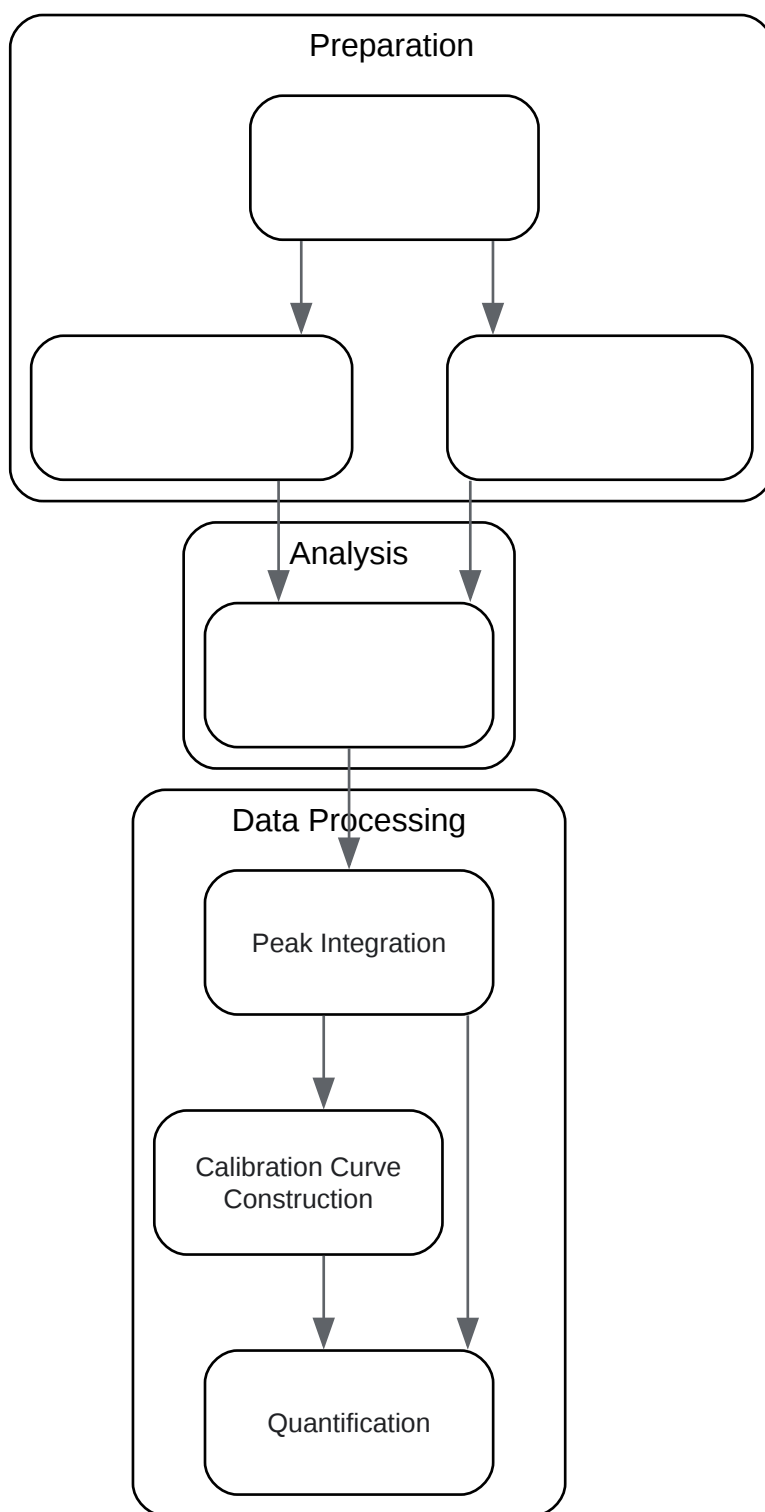 Preparation
Analysis
Data Processing
Peak Integration
Calibration Curve
Construction
Quantification